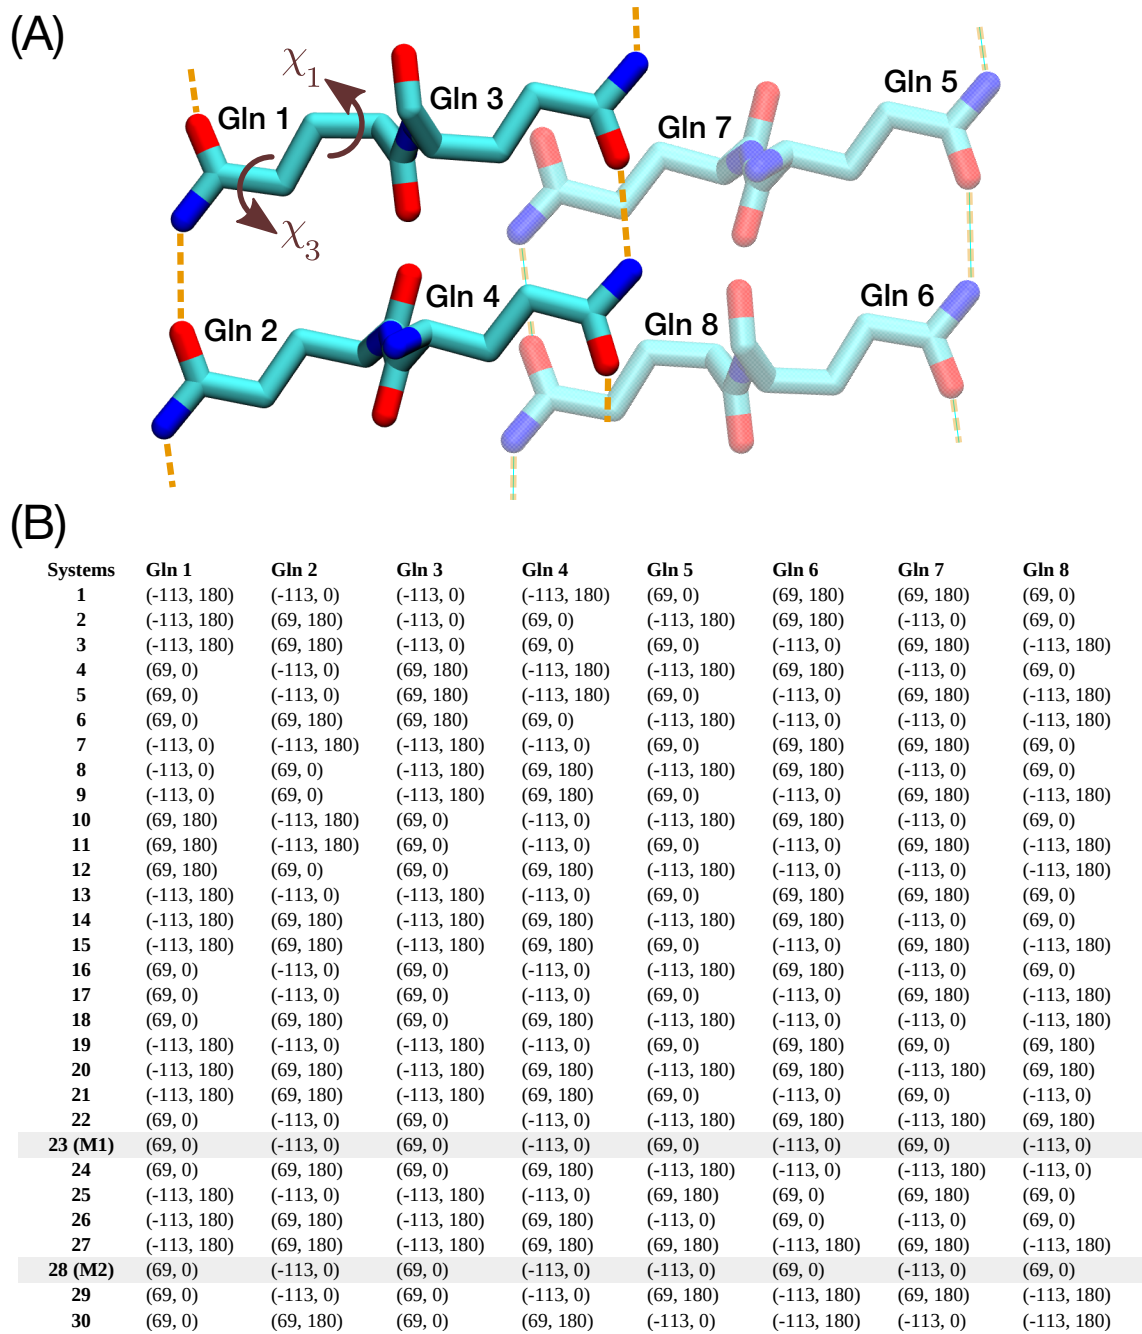 (A)
χ1
Gln 1
Gln 3
Gln 5
Gln 7
χ3
Gln 4
Gln 6
Gln 2
Gln 8
(B)
Systems Gln 1 Gln 2 Gln 3 Gln 4 Gln 5 Gln 6 Gln 7 Gln 8
1 (-113, 180) (-113, 0) (-113, 0) (-113, 180) (69, 0) (69, 180) (69, 180) (69, 0)
2 (-113, 180) (69, 180) (-113, 0) (69, 0) (-113, 180) (69, 180) (-113, 0) (69, 0)
3 (-113, 180) (69, 180) (-113, 0) (69, 0) (69, 0) (-113, 0) (69, 180) (-113, 180)
4 (69, 0) (-113, 0) (69, 180) (-113, 180) (-113, 180) (69, 180) (-113, 0) (69, 0)
5 (69, 0) (-113, 0) (69, 180) (-113, 180) (69, 0) (-113, 0) (69, 180) (-113, 180)
6 (69, 0) (69, 180) (69, 180) (69, 0) (-113, 180) (-113, 0) (-113, 0) (-113, 180)
7 (-113, 0) (-113, 180) (-113, 180) (-113, 0) (69, 0) (69, 180) (69, 180) (69, 0)
8 (-113, 0) (69, 0) (-113, 180) (69, 180) (-113, 180) (69, 180) (-113, 0) (69, 0)
9 (-113, 0) (69, 0) (-113, 180) (69, 180) (69, 0) (-113, 0) (69, 180) (-113, 180)
10 (69, 180) (-113, 180) (69, 0) (-113, 0) (-113, 180) (69, 180) (-113, 0) (69, 0)
11 (69, 180) (-113, 180) (69, 0) (-113, 0) (69, 0) (-113, 0) (69, 180) (-113, 180)
12 (69, 180) (69, 0) (69, 0) (69, 180) (-113, 180) (-113, 0) (-113, 0) (-113, 180)
13 (-113, 180) (-113, 0) (-113, 180) (-113, 0) (69, 0) (69, 180) (69, 180) (69, 0)
14 (-113, 180) (69, 180) (-113, 180) (69, 180) (-113, 180) (69, 180) (-113, 0) (69, 0)
15 (-113, 180) (69, 180) (-113, 180) (69, 180) (69, 0) (-113, 0) (69, 180) (-113, 180)
16 (69, 0) (-113, 0) (69, 0) (-113, 0) (-113, 180) (69, 180) (-113, 0) (69, 0)
17 (69, 0) (-113, 0) (69, 0) (-113, 0) (69, 0) (-113, 0) (69, 180) (-113, 180)
18 (69, 0) (69, 180) (69, 0) (69, 180) (-113, 180) (-113, 0) (-113, 0) (-113, 180)
19 (-113, 180) (-113, 0) (-113, 180) (-113, 0) (69, 0) (69, 180) (69, 0) (69, 180)
20 (-113, 180) (69, 180) (-113, 180) (69, 180) (-113, 180) (69, 180) (-113, 180) (69, 180)
21 (-113, 180) (69, 180) (-113, 180) (69, 180) (69, 0) (-113, 0) (69, 0) (-113, 0)
22 (69, 0) (-113, 0) (69, 0) (-113, 0) (-113, 180) (69, 180) (-113, 180) (69, 180)
23 (M1) (69, 0) (-113, 0) (69, 0) (-113, 0) (69, 0) (-113, 0) (69, 0) (-113, 0)
24 (69, 0) (69, 180) (69, 0) (69, 180) (-113, 180) (-113, 0) (-113, 180) (-113, 0)
25 (-113, 180) (-113, 0) (-113, 180) (-113, 0) (69, 180) (69, 0) (69, 180) (69, 0)
26 (-113, 180) (69, 180) (-113, 180) (69, 180) (-113, 0) (69, 0) (-113, 0) (69, 0)
27 (-113, 180) (69, 180) (-113, 180) (69, 180) (69, 180) (-113, 180) (69, 180) (-113, 180)
28 (M2) (69, 0) (-113, 0) (69, 0) (-113, 0) (-113, 0) (69, 0) (-113, 0) (69, 0)
29 (69, 0) (-113, 0) (69, 0) (-113, 0) (69, 180) (-113, 180) (69, 180) (-113, 180)
30 (69, 0) (69, 180) (69, 0) (69, 180) (-113, 0) (-113, 180) (-113, 0) (-113, 180)